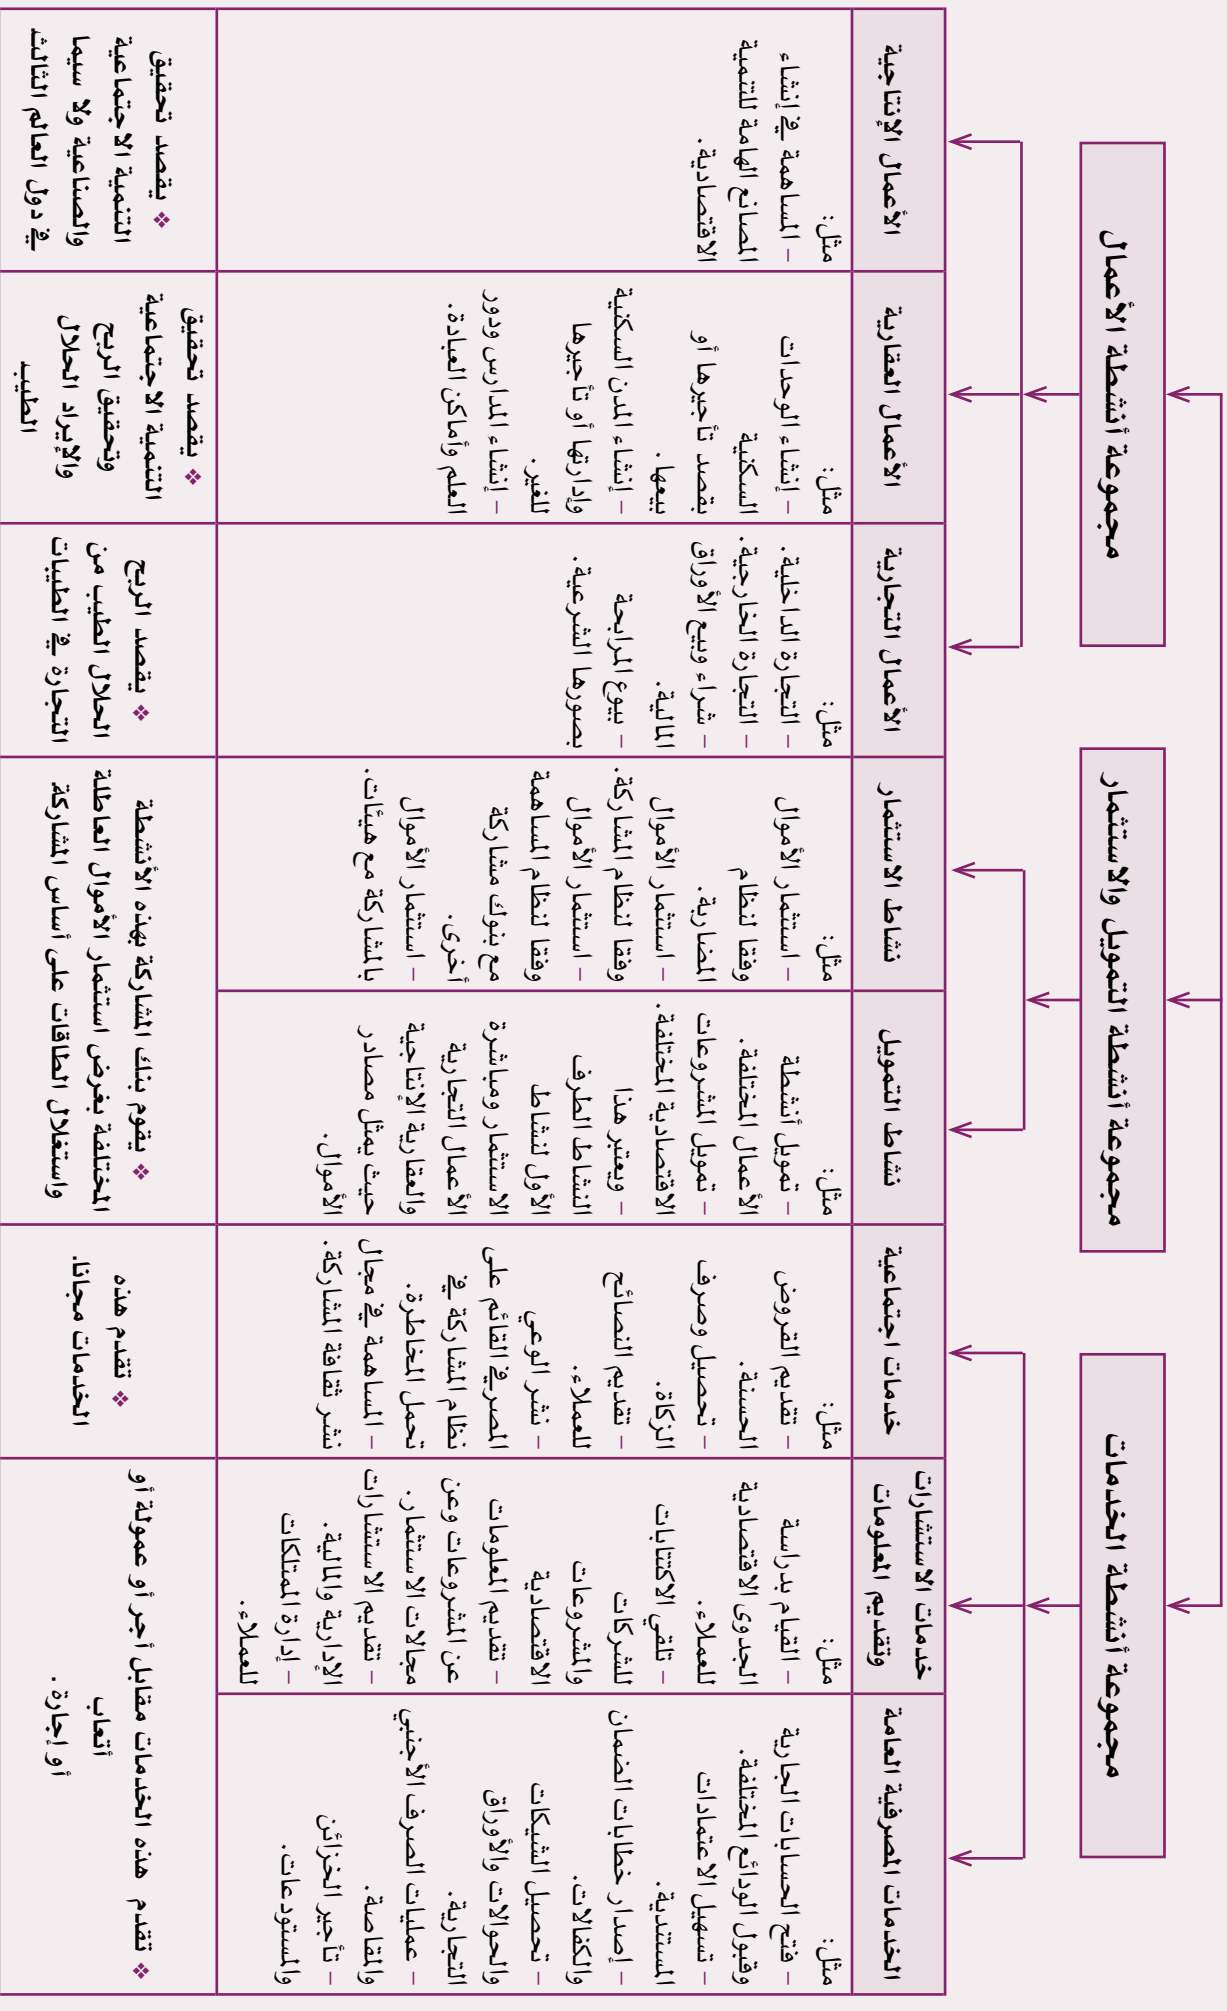 مجموعة أنشطة الخدمات
مجموعة أنشطة التمويل والاستثمار
مجموعة أنشطة الأعمال
الخدمات المصرفية العامة
خدمات الاستشارات
وتقديم المعلومات
خدمات اجتماعية
نشاط التمويل
نشاط الاستثمار
الأعمال التجارية
الأعمال العقارية
الأعمال الإنتاجية
مثل:
– فتح الحسابات الجارية
وقبول الودائع المختلفة.
– تسهيل الاعتمادات
المستندية.
– إصدار خطابات الضمان
والكفالات.
– تحصيل الشيكات
والحوالات والأوراق
التجارية.
– عمليات الصرف الأجنبي
والمقاصة.
– تأجير الخزائن
والمستودعات.
مثل:
– القيام بدراسة
الجدوى الاقتصادية
للعملاء.
– تلقي الاكتتابات
للشركات
والمشروعات
الاقتصادية
– تقديم المعلومات
عن المشروعات وعن
مجالات الاستثمار.
– تقديم الاستشارات
الإدارية والمالية.
– إدارة الممتلكات
للعملاء.
مثل:
– تقديم القروض
الحسنة.
– تحصيل وصرف
الزكاة.
– تقديم النصائح
للعملاء.
– نشر الوعي
المصرفي القائم على
نظام المشاركة في
تحمل المخاطرة.
– المساهمة في مجال
نشر ثقافة المشاركة.
مثل:
– تمويل أنشطة
الأعمال المختلفة.
– تمويل المشروعات
الاقتصادية المختلفة.
– ويعتبر هذا
النشاط الطرف
الأول لنشاط
الاستثمار ومباشرة
الأعمال التجارية
والعقارية الإنتاجية
حيث يمثل مصادر
الأموال.
مثل:
– استثمار الأموال
وفقا لنظام
المضاربة.
– استثمار الأموال
وفقا لنظام المشاركة.
– استثمار الأموال
وفقا لنظام المساهمة
مع بنوك مشاركة
أخرى.
– استثمار الأموال
بالمشاركة مع هيئات.
مثل:
– التجارة الداخلية.
– التجارة الخارجية.
– شراء وبيع الأوراق
المالية.
– بيوع المرابحة
بصورها الشرعية.
مثل:
– إنشاء الوحدات
السكنية
بقصد تأجيرها أو
بيعها.
– إنشاء المدن السكنية
وإدارتها أو تأجيرها
للغير.
– إنشاء المدارس ودور
العلم وأماكن العبادة.
مثل:
– المساهمة في إنشاء
المصانع الهامة للتنمية
الاقتصادية.
❖ تقدم هذه الخدمات مقابل أجر أو عمولة أو
أتعاب
أو إجارة.
❖ تقدم هذه
الخدمات مجانا.
❖ يقوم بنك المشاركة بهذه الأنشطة
المختلفة بغرض استثمار الأموال العاطلة
واستغلال الطاقات على أساس المشاركة.
❖ يقصد الربح
الحلال الطيب من
التجارة في الطيبات
❖ يقصد تحقيق
التنمية الاجتماعية
وتحقيق الربح
والإيراد الحلال
الطيب
❖ يقصد تحقيق
التنمية الاجتماعية
والصناعية ولا سيما
في دول العالم الثالث